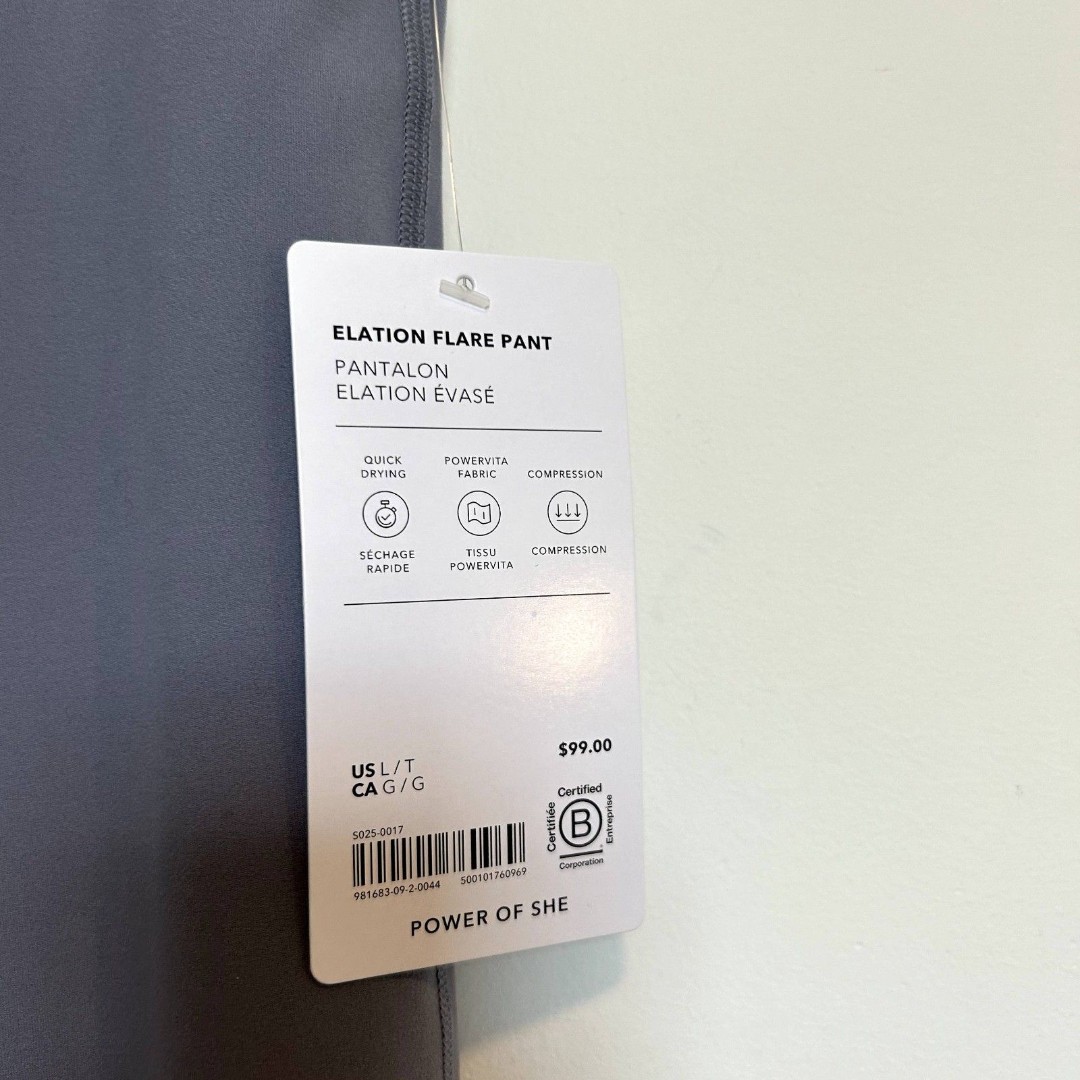 ELATION FLARE PANT
PANTALON
ELATION ÉVASÉ
QUICK
DRYING
POWERVITA
FABRIC
COMPRESSION
SÉCHAGE
RAPIDE
TISSU
POWERVITA
COMPRESSION
$99.00
US L / T
CA G / G
S025-0017
981683-09-2-0044 500101760969
Certified
Certifiée
B
Entreprise
Corporation
POWER OF SHE